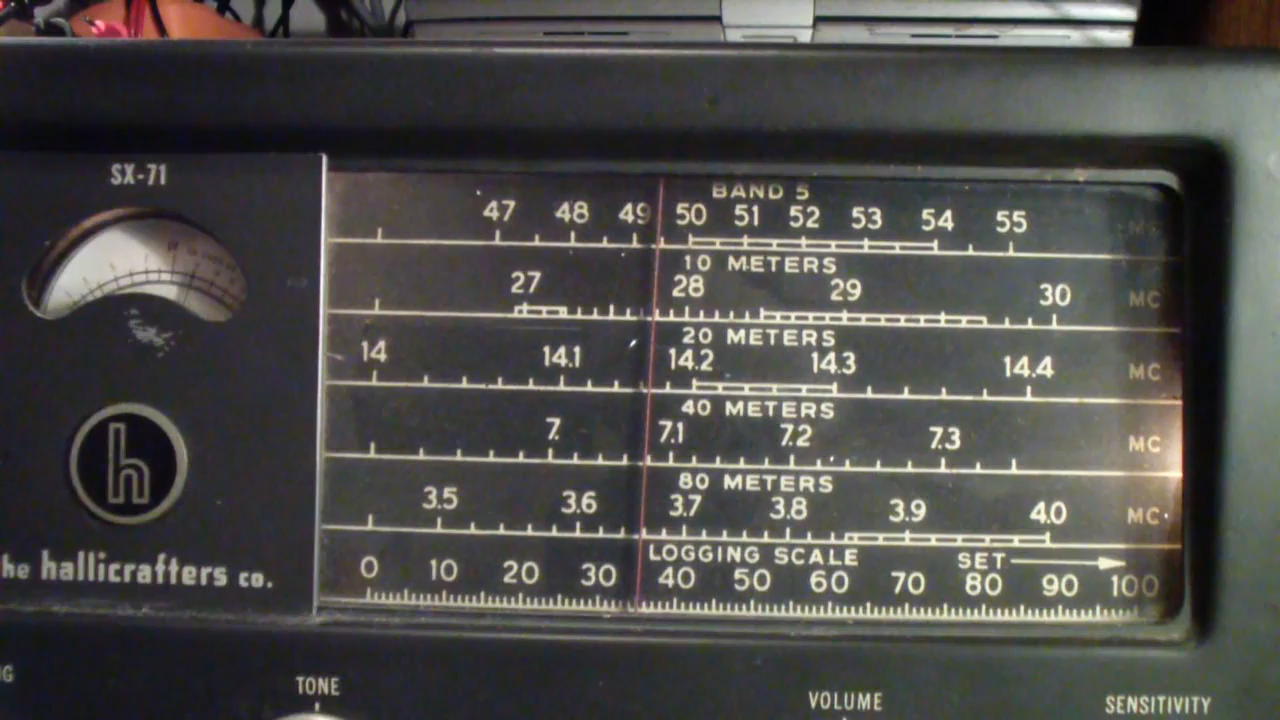 SX-71
h
he hallicrafters co.
BAND 5
47 48 49 50 51 52 53 54 55
10 METERS
27 28 29 30 MC
20 METERS
14 14.1 14.2 14.3 14.4 MC
40 METERS
7. 7.1 7.2 7.3 MC
80 METERS
3.5 3.6 3.7 3.8 3.9 4.0 MC
LOGGING SCALE SET
0 10 20 30 40 50 60 70 80 90 100
G
TONE
VOLUME
SENSITIVITY